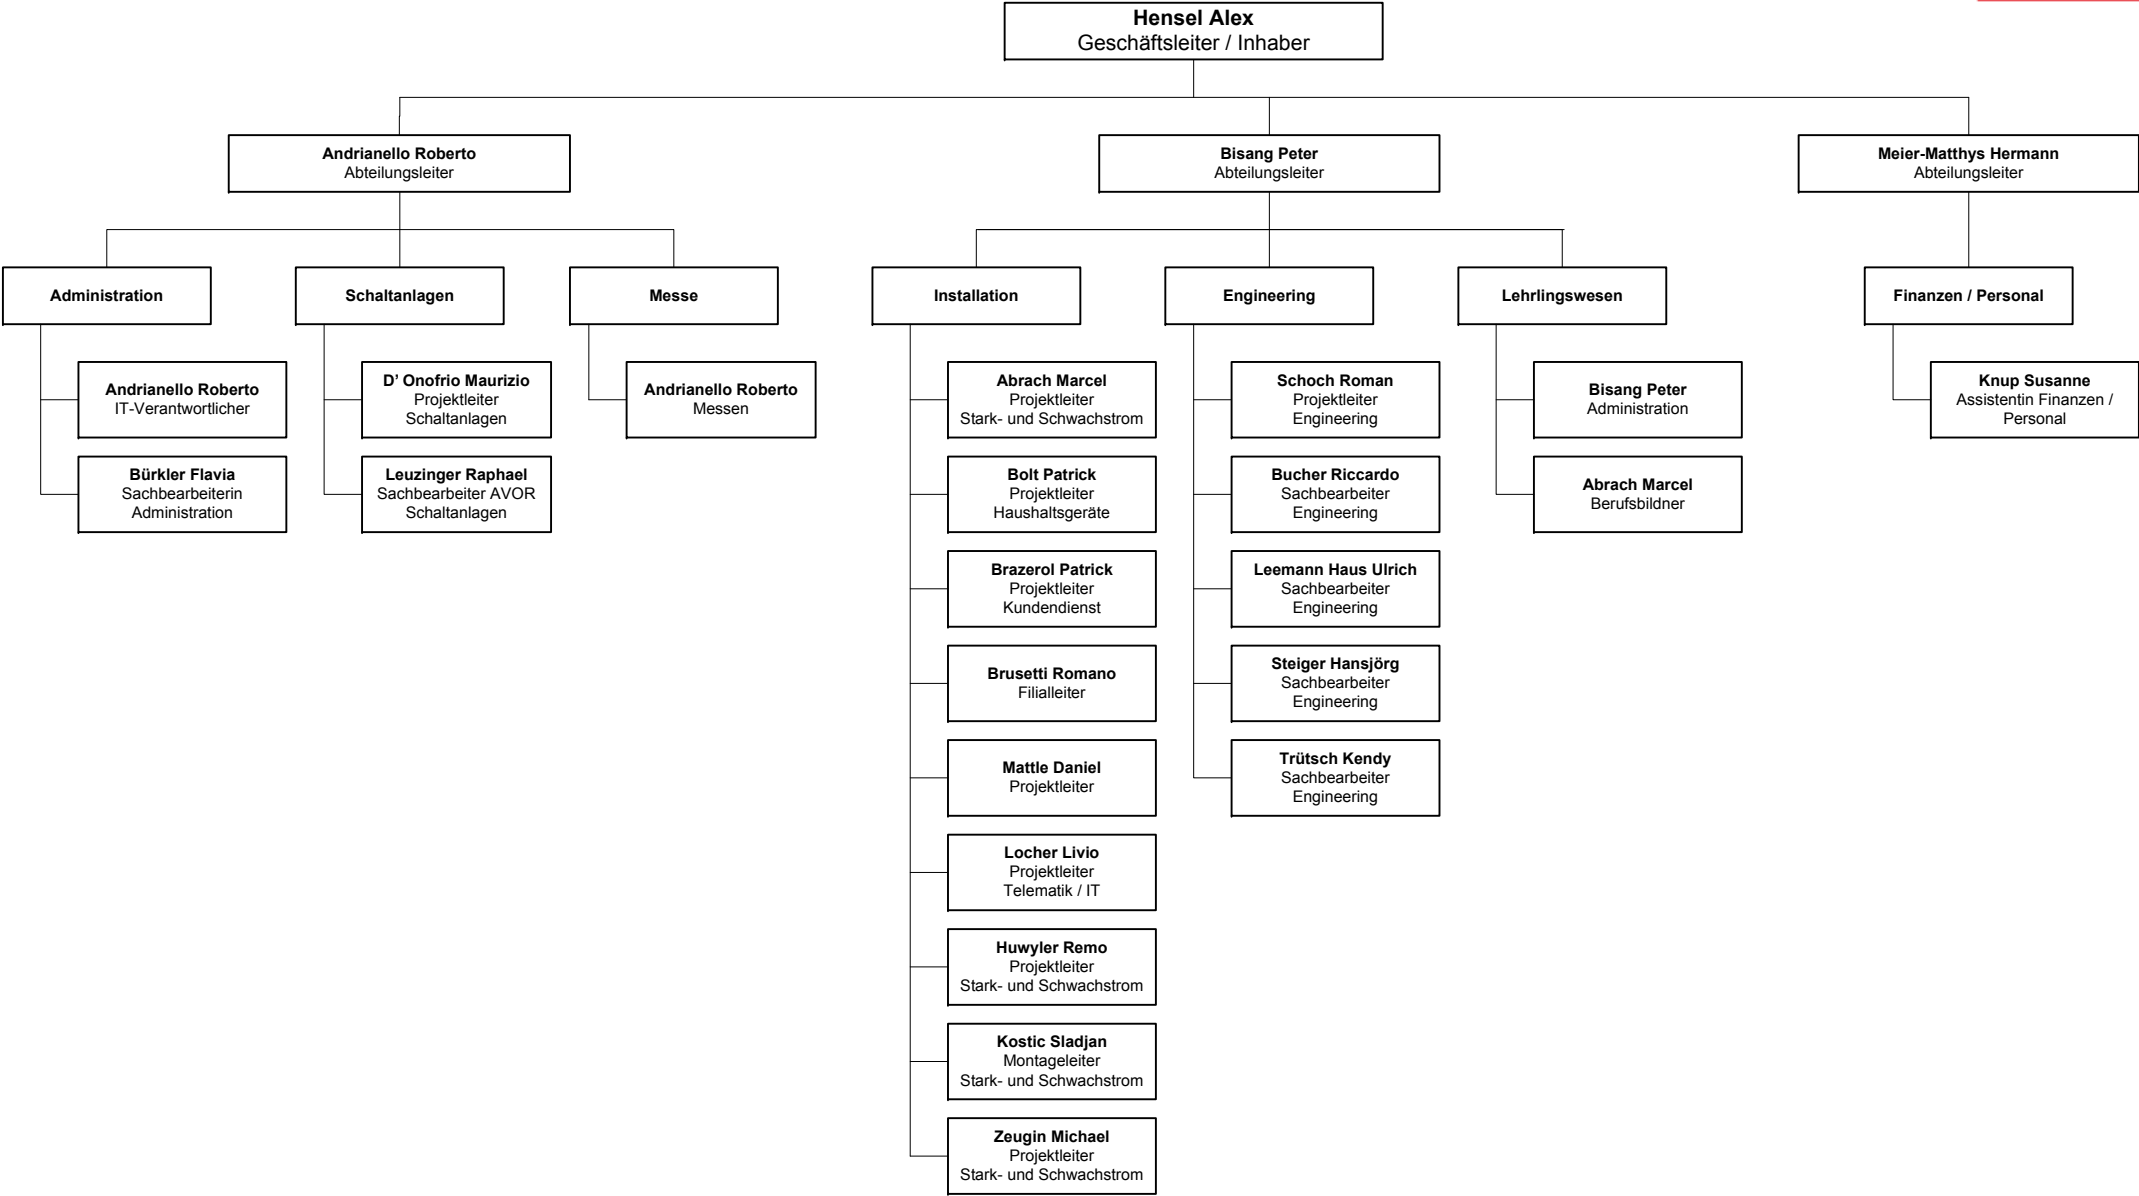 Hensel Alex
Geschäftsleiter / Inhaber
Andrianello Roberto
Abteilungsleiter
Bisang Peter
Abteilungsleiter
Meier-Matthys Hermann
Abteilungsleiter
Administration
Schaltanlagen
Messe
Installation
Engineering
Lehrlingswesen
Finanzen / Personal
Andrianello Roberto
IT-Verantwortlicher
Bürkler Flavia
Sachbearbeiterin
Administration
D' Onofrio Maurizio
Projektleiter
Schaltanlagen
Leuzinger Raphael
Sachbearbeiter AVOR
Schaltanlagen
Andrianello Roberto
Messen
Abrach Marcel
Projektleiter
Stark- und Schwachstrom
Bolt Patrick
Projektleiter
Haushaltsgeräte
Brazerol Patrick
Projektleiter
Kundendienst
Brusetti Romano
Filialleiter
Mattle Daniel
Projektleiter
Locher Livio
Projektleiter
Telematik / IT
Huwyler Remo
Projektleiter
Stark- und Schwachstrom
Kostic Sladjan
Montageleiter
Stark- und Schwachstrom
Zeugin Michael
Projektleiter
Stark- und Schwachstrom
Schoch Roman
Projektleiter
Engineering
Bucher Riccardo
Sachbearbeiter
Engineering
Leemann Haus Ulrich
Sachbearbeiter
Engineering
Steiger Hansjörg
Sachbearbeiter
Engineering
Trütsch Kendy
Sachbearbeiter
Engineering
Bisang Peter
Administration
Abrach Marcel
Berufsbildner
Knup Susanne
Assistentin Finanzen /
Personal